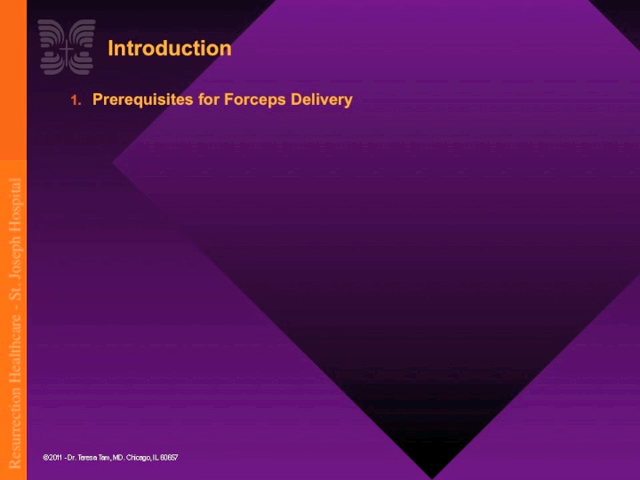 Introduction
1. Prerequisites for Forceps Delivery
Resurrection Healthcare - St. Joseph Hospital
©2011 - Dr. Teresa Tam, MD. Chicago, IL 60657